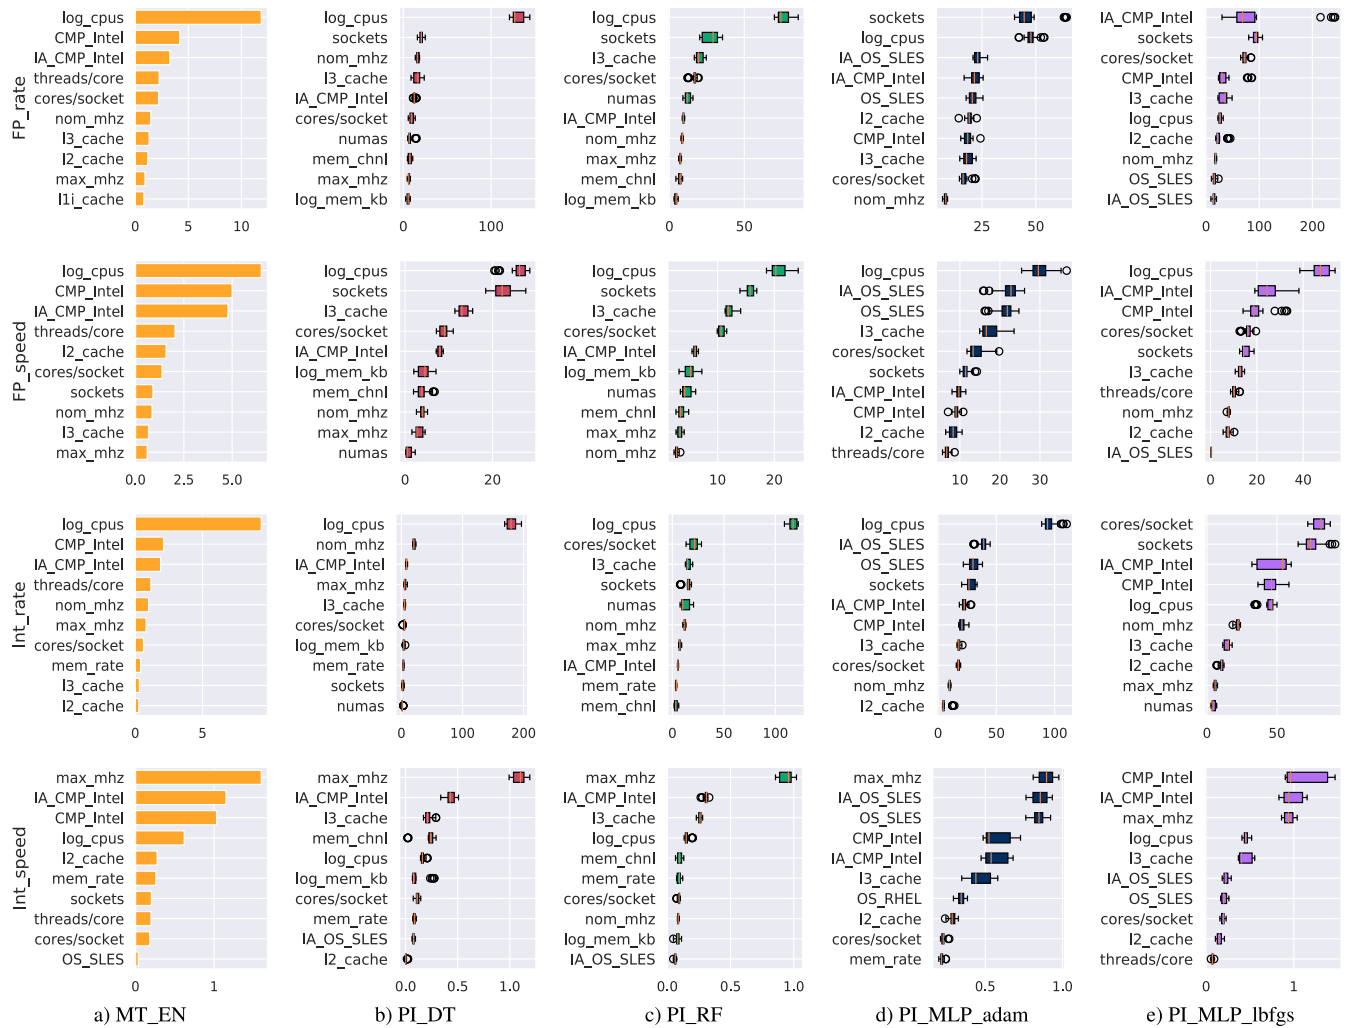 FP_rate
log_cpus
CMP_Intel
IA_CMP_Intel
threads/core
cores/socket
nom_mhz
l3_cache
l2_cache
max_mhz
l1i_cache
0 5 10
log_cpus
sockets
nom_mhz
l3_cache
IA_CMP_Intel
cores/socket
numas
mem_chnl
max_mhz
log_mem_kb
0 100
log_cpus
sockets
l3_cache
cores/socket
numas
IA_CMP_Intel
nom_mhz
max_mhz
mem_chnl
log_mem_kb
0 50
sockets
log_cpus
IA_OS_SLES
IA_CMP_Intel
OS_SLES
l2_cache
CMP_Intel
l3_cache
cores/socket
nom_mhz
25 50
IA_CMP_Intel
sockets
cores/socket
CMP_Intel
l3_cache
log_cpus
l2_cache
nom_mhz
OS_SLES
IA_OS_SLES
0 100 200
FP_speed
log_cpus
CMP_Intel
IA_CMP_Intel
threads/core
l2_cache
cores/socket
sockets
nom_mhz
l3_cache
max_mhz
0.0 2.5 5.0
log_cpus
sockets
l3_cache
cores/socket
IA_CMP_Intel
log_mem_kb
mem_chnl
nom_mhz
max_mhz
numas
0 20
log_cpus
sockets
l3_cache
cores/socket
IA_CMP_Intel
log_mem_kb
numas
mem_chnl
max_mhz
nom_mhz
10 20
log_cpus
IA_OS_SLES
OS_SLES
l3_cache
cores/socket
sockets
IA_CMP_Intel
CMP_Intel
l2_cache
threads/core
10 20 30
log_cpus
IA_CMP_Intel
CMP_Intel
cores/socket
sockets
l3_cache
threads/core
nom_mhz
l2_cache
IA_OS_SLES
0 20 40
Int_rate
log_cpus
CMP_Intel
IA_CMP_Intel
threads/core
nom_mhz
max_mhz
cores/socket
mem_rate
l3_cache
l2_cache
0 5
log_cpus
nom_mhz
IA_CMP_Intel
max_mhz
l3_cache
cores/socket
log_mem_kb
mem_rate
sockets
numas
0 100 200
log_cpus
cores/socket
l3_cache
sockets
numas
nom_mhz
max_mhz
IA_CMP_Intel
mem_rate
mem_chnl
0 50 100
log_cpus
IA_OS_SLES
OS_SLES
sockets
IA_CMP_Intel
CMP_Intel
l3_cache
cores/socket
nom_mhz
l2_cache
0 50 100
cores/socket
sockets
IA_CMP_Intel
CMP_Intel
log_cpus
nom_mhz
l3_cache
l2_cache
max_mhz
numas
0 50
Int_speed
max_mhz
IA_CMP_Intel
CMP_Intel
log_cpus
l2_cache
mem_rate
sockets
threads/core
cores/socket
OS_SLES
0 1
max_mhz
IA_CMP_Intel
l3_cache
mem_chnl
log_cpus
log_mem_kb
cores/socket
mem_rate
IA_OS_SLES
l2_cache
0.0 0.5 1.0
max_mhz
IA_CMP_Intel
l3_cache
log_cpus
mem_chnl
mem_rate
cores/socket
nom_mhz
log_mem_kb
IA_OS_SLES
0.0 0.5 1.0
max_mhz
IA_OS_SLES
OS_SLES
CMP_Intel
IA_CMP_Intel
l3_cache
OS_RHEL
l2_cache
cores/socket
mem_rate
0.5 1.0
CMP_Intel
IA_CMP_Intel
max_mhz
log_cpus
l3_cache
IA_OS_SLES
OS_SLES
cores/socket
l2_cache
threads/core
0 1
a) MT_EN
b) PI_DT
c) PI_RF
d) PI_MLP_adam
e) PI_MLP_lbfgs